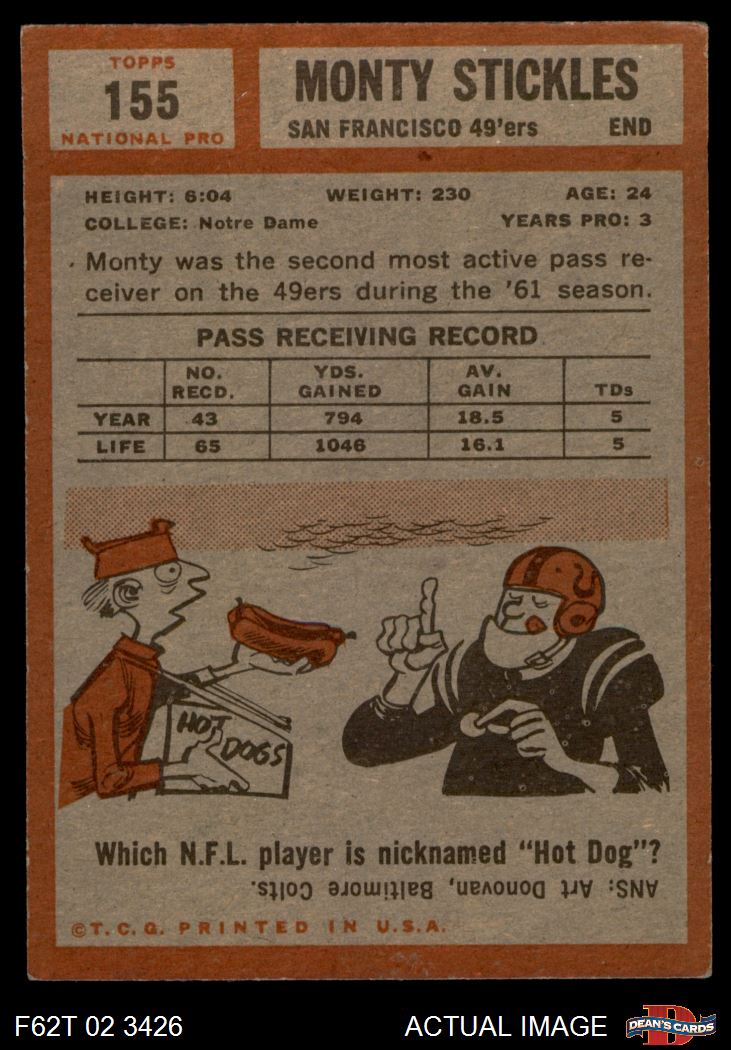 TOPPS
155
NATIONAL PRO
MONTY STICKLES
SAN FRANCISCO 49'ers END
HEIGHT: 6:04 WEIGHT: 230 AGE: 24
COLLEGE: Notre Dame YEARS PRO: 3
Monty was the second most active pass re-
ceiver on the 49ers during the '61 season.
PASS RECEIVING RECORD
NO. YDS. AV.
RECD. GAINED GAIN TDs
YEAR 43 794 18.5 5
LIFE 65 1046 16.1 5
HOT
DOGS
Which N.F.L. player is nicknamed "Hot Dog"?
ANS: Art Donovan, Baltimore Colts.
©T.C.G. PRINTED IN U.S.A.
F62T 02 3426 ACTUAL IMAGE
D
DEAN'S CARDS